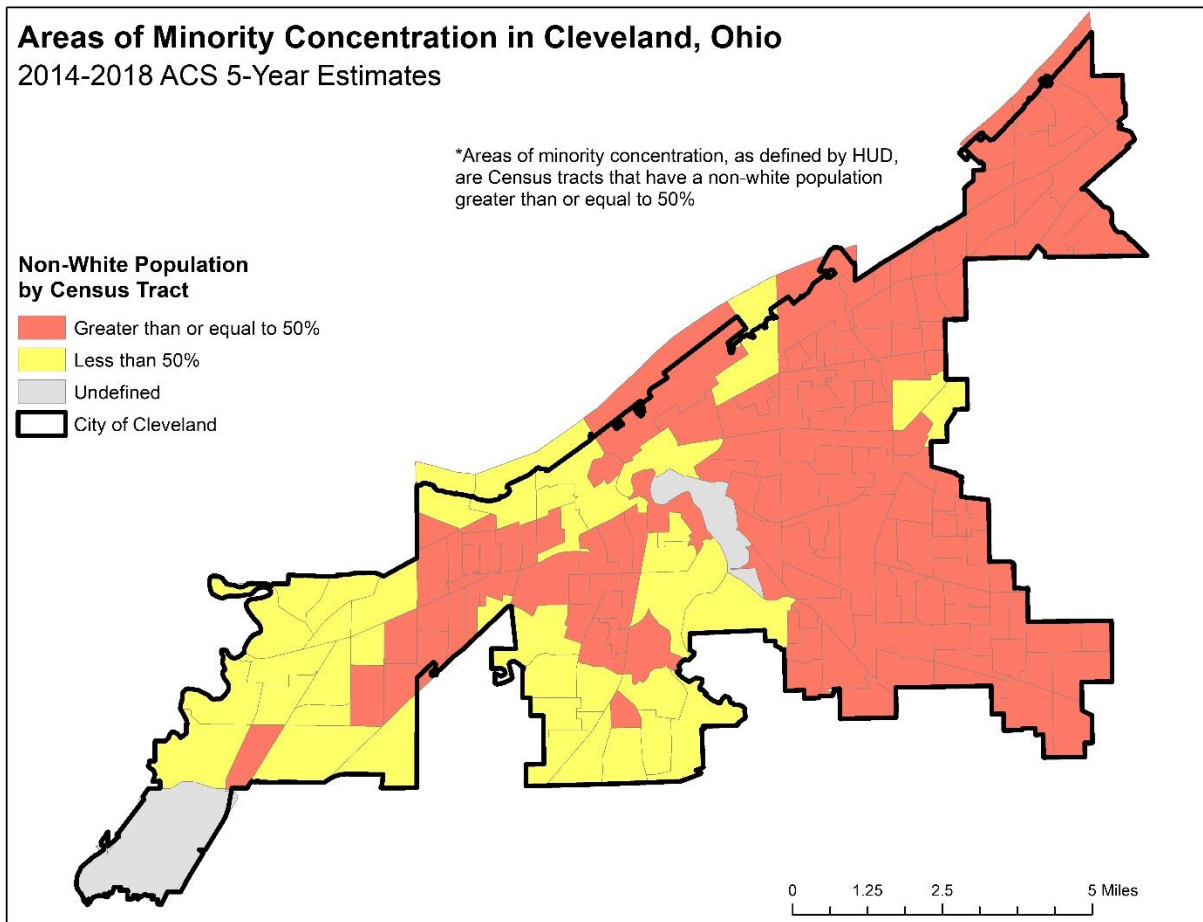 Areas of Minority Concentration in Cleveland, Ohio
2014-2018 ACS 5-Year Estimates
*Areas of minority concentration, as defined by HUD,
are Census tracts that have a non-white population
greater than or equal to 50%
Non-White Population
by Census Tract
Greater than or equal to 50%
Less than 50%
Undefined
City of Cleveland
0 1.25 2.5 5 Miles